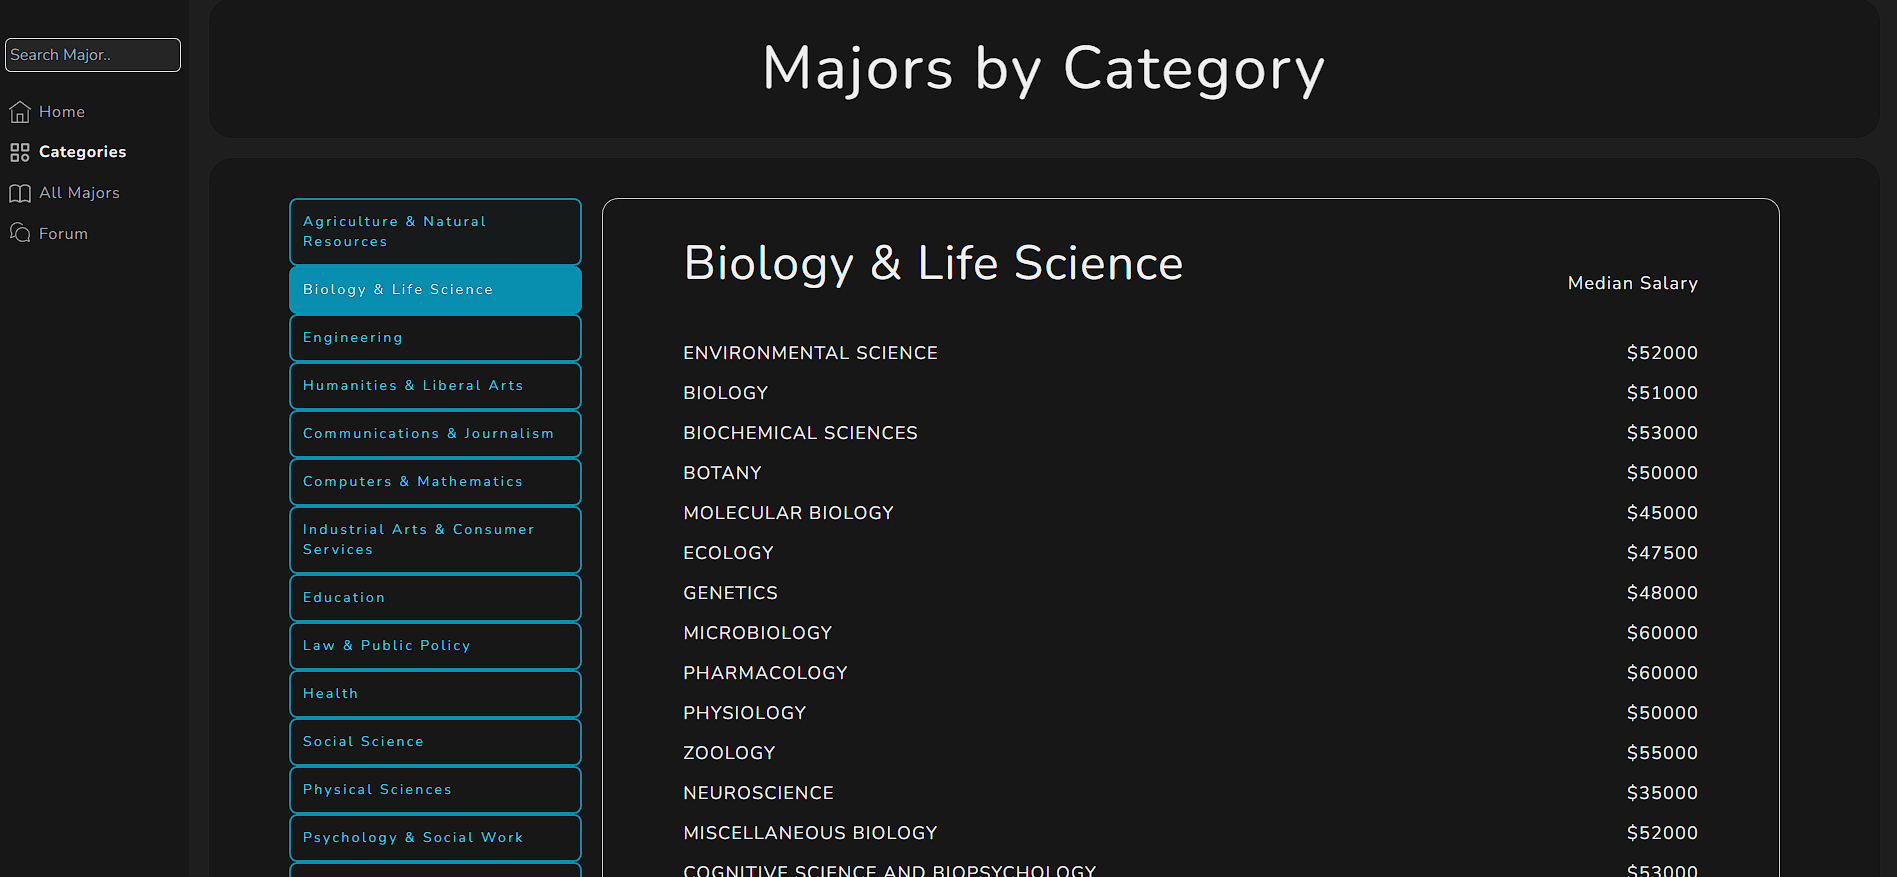 Search Major..
Home
Categories
All Majors
Forum
Majors by Category
Agriculture & Natural
Resources
Biology & Life Science
Engineering
Humanities & Liberal Arts
Communications & Journalism
Computers & Mathematics
Industrial Arts & Consumer
Services
Education
Law & Public Policy
Health
Social Science
Physical Sciences
Psychology & Social Work
Biology & Life Science
Median Salary
ENVIRONMENTAL SCIENCE $52000
BIOLOGY $51000
BIOCHEMICAL SCIENCES $53000
BOTANY $50000
MOLECULAR BIOLOGY $45000
ECOLOGY $47500
GENETICS $48000
MICROBIOLOGY $60000
PHARMACOLOGY $60000
PHYSIOLOGY $50000
ZOOLOGY $55000
NEUROSCIENCE $35000
MISCELLANEOUS BIOLOGY $52000
COGNITIVE SCIENCE AND BIOPSYCHOLOGY $53000